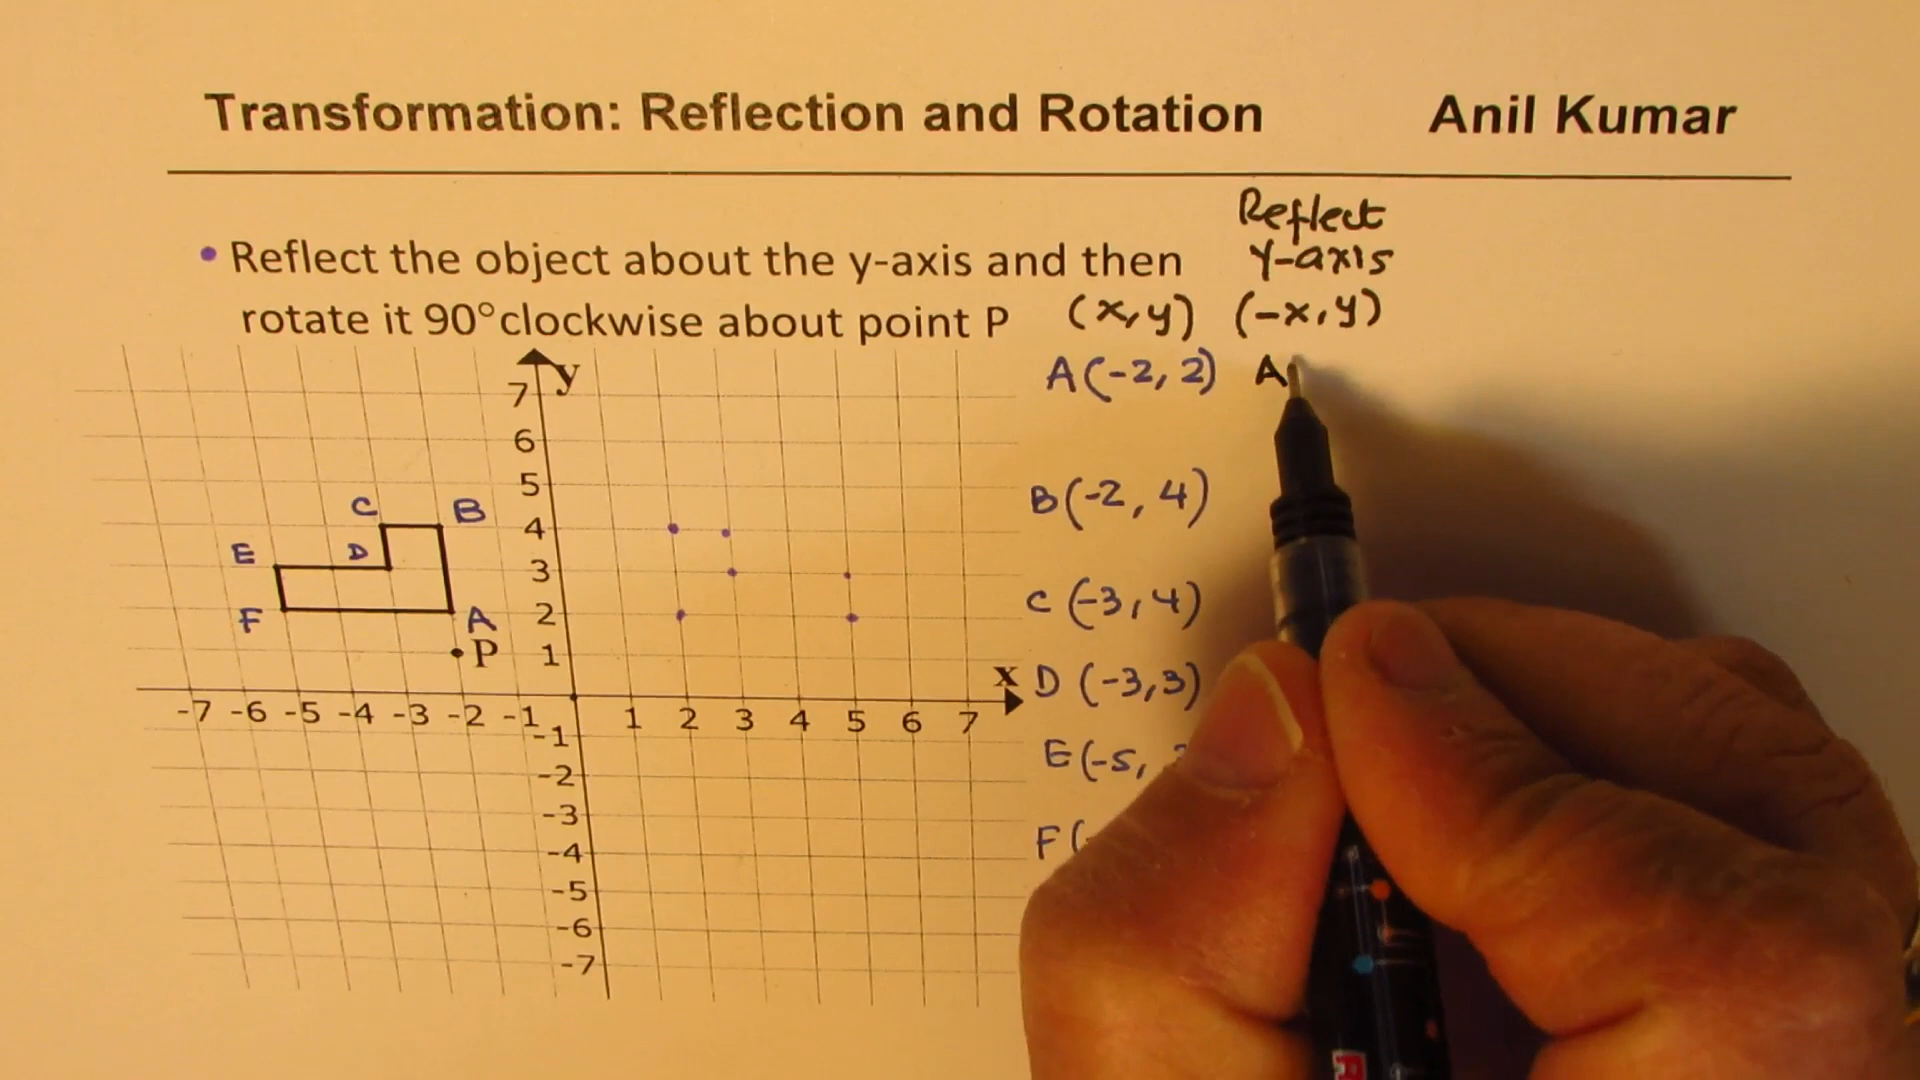 Transformation: Reflection and Rotation Anil Kumar
Reflect
y-axis
• Reflect the object about the y-axis and then
rotate it 90° clockwise about point P
(x,y) (-x,y)
A(-2, 2) A
B(-2, 4)
C(-3, 4)
D(-3,3)
E(-5,
F(
y
7
6
5
4
3
2
1
C B
E D
F A
P
x
-7 -6 -5 -4 -3 -2 -1 1 2 3 4 5 6 7
-1
-2
-3
-4
-5
-6
-7